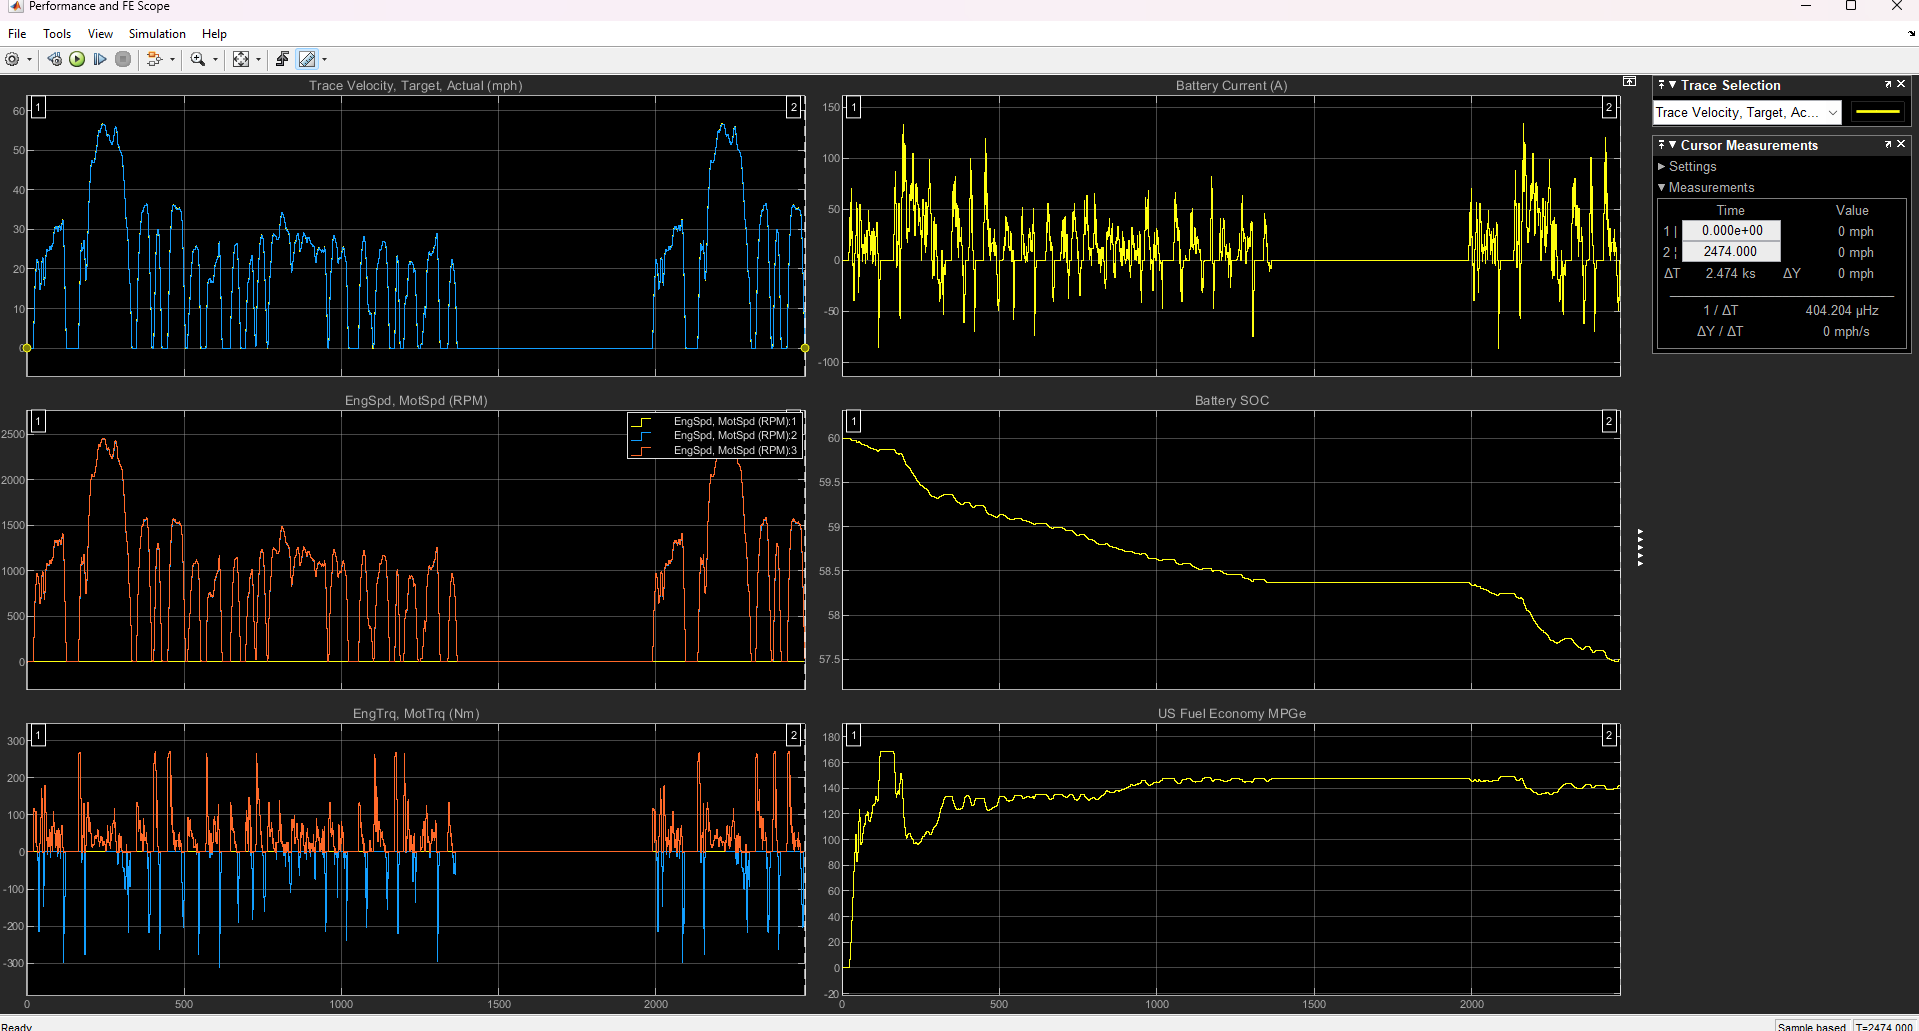 Performance and FE Scope
File Tools View Simulation Help
Trace Velocity, Target, Actual (mph)
1
2
60
50
40
30
20
10
0
Battery Current (A)
1
2
150
100
50
0
-50
-100
EngSpd, MotSpd (RPM)
1
EngSpd, MotSpd (RPM):1
EngSpd, MotSpd (RPM):2
EngSpd, MotSpd (RPM):3
2500
2000
1500
1000
500
0
Battery SOC
1
2
60
59.5
59
58.5
58
57.5
EngTrq, MotTrq (Nm)
1
2
300
200
100
0
-100
-200
-300
0 500 1000 1500 2000
US Fuel Economy MPGe
1
2
180
160
140
120
100
80
60
40
20
0
-20
0 500 1000 1500 2000
Trace Selection
Trace Velocity, Target, Ac...
Cursor Measurements
Settings
Measurements
Time Value
1 | 0.000e+00 0 mph
2 ¦ 2474.000 0 mph
ΔT 2.474 ks ΔY 0 mph
1 / ΔT 404.204 µHz
ΔY / ΔT 0 mph/s
Ready
Sample based T=2474.000